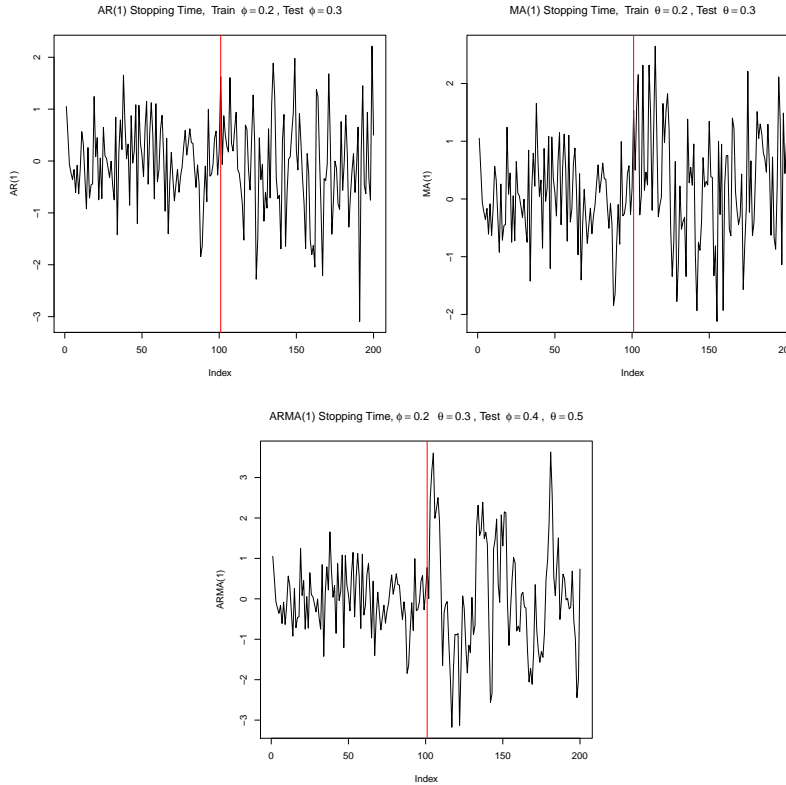 AR(1) Stopping Time, Train ϕ = 0.2 , Test ϕ = 0.3
2
1
0
−1
−2
−3
AR(1)
0 50 100 150 200
Index
MA(1) Stopping Time, Train θ = 0.2 , Test θ = 0.3
2
1
0
−1
−2
MA(1)
0 50 100 150 200
Index
ARMA(1) Stopping Time, ϕ = 0.2 θ = 0.3 , Test ϕ = 0.4 , θ = 0.5
3
2
1
0
−1
−2
−3
ARMA(1)
0 50 100 150 200
Index